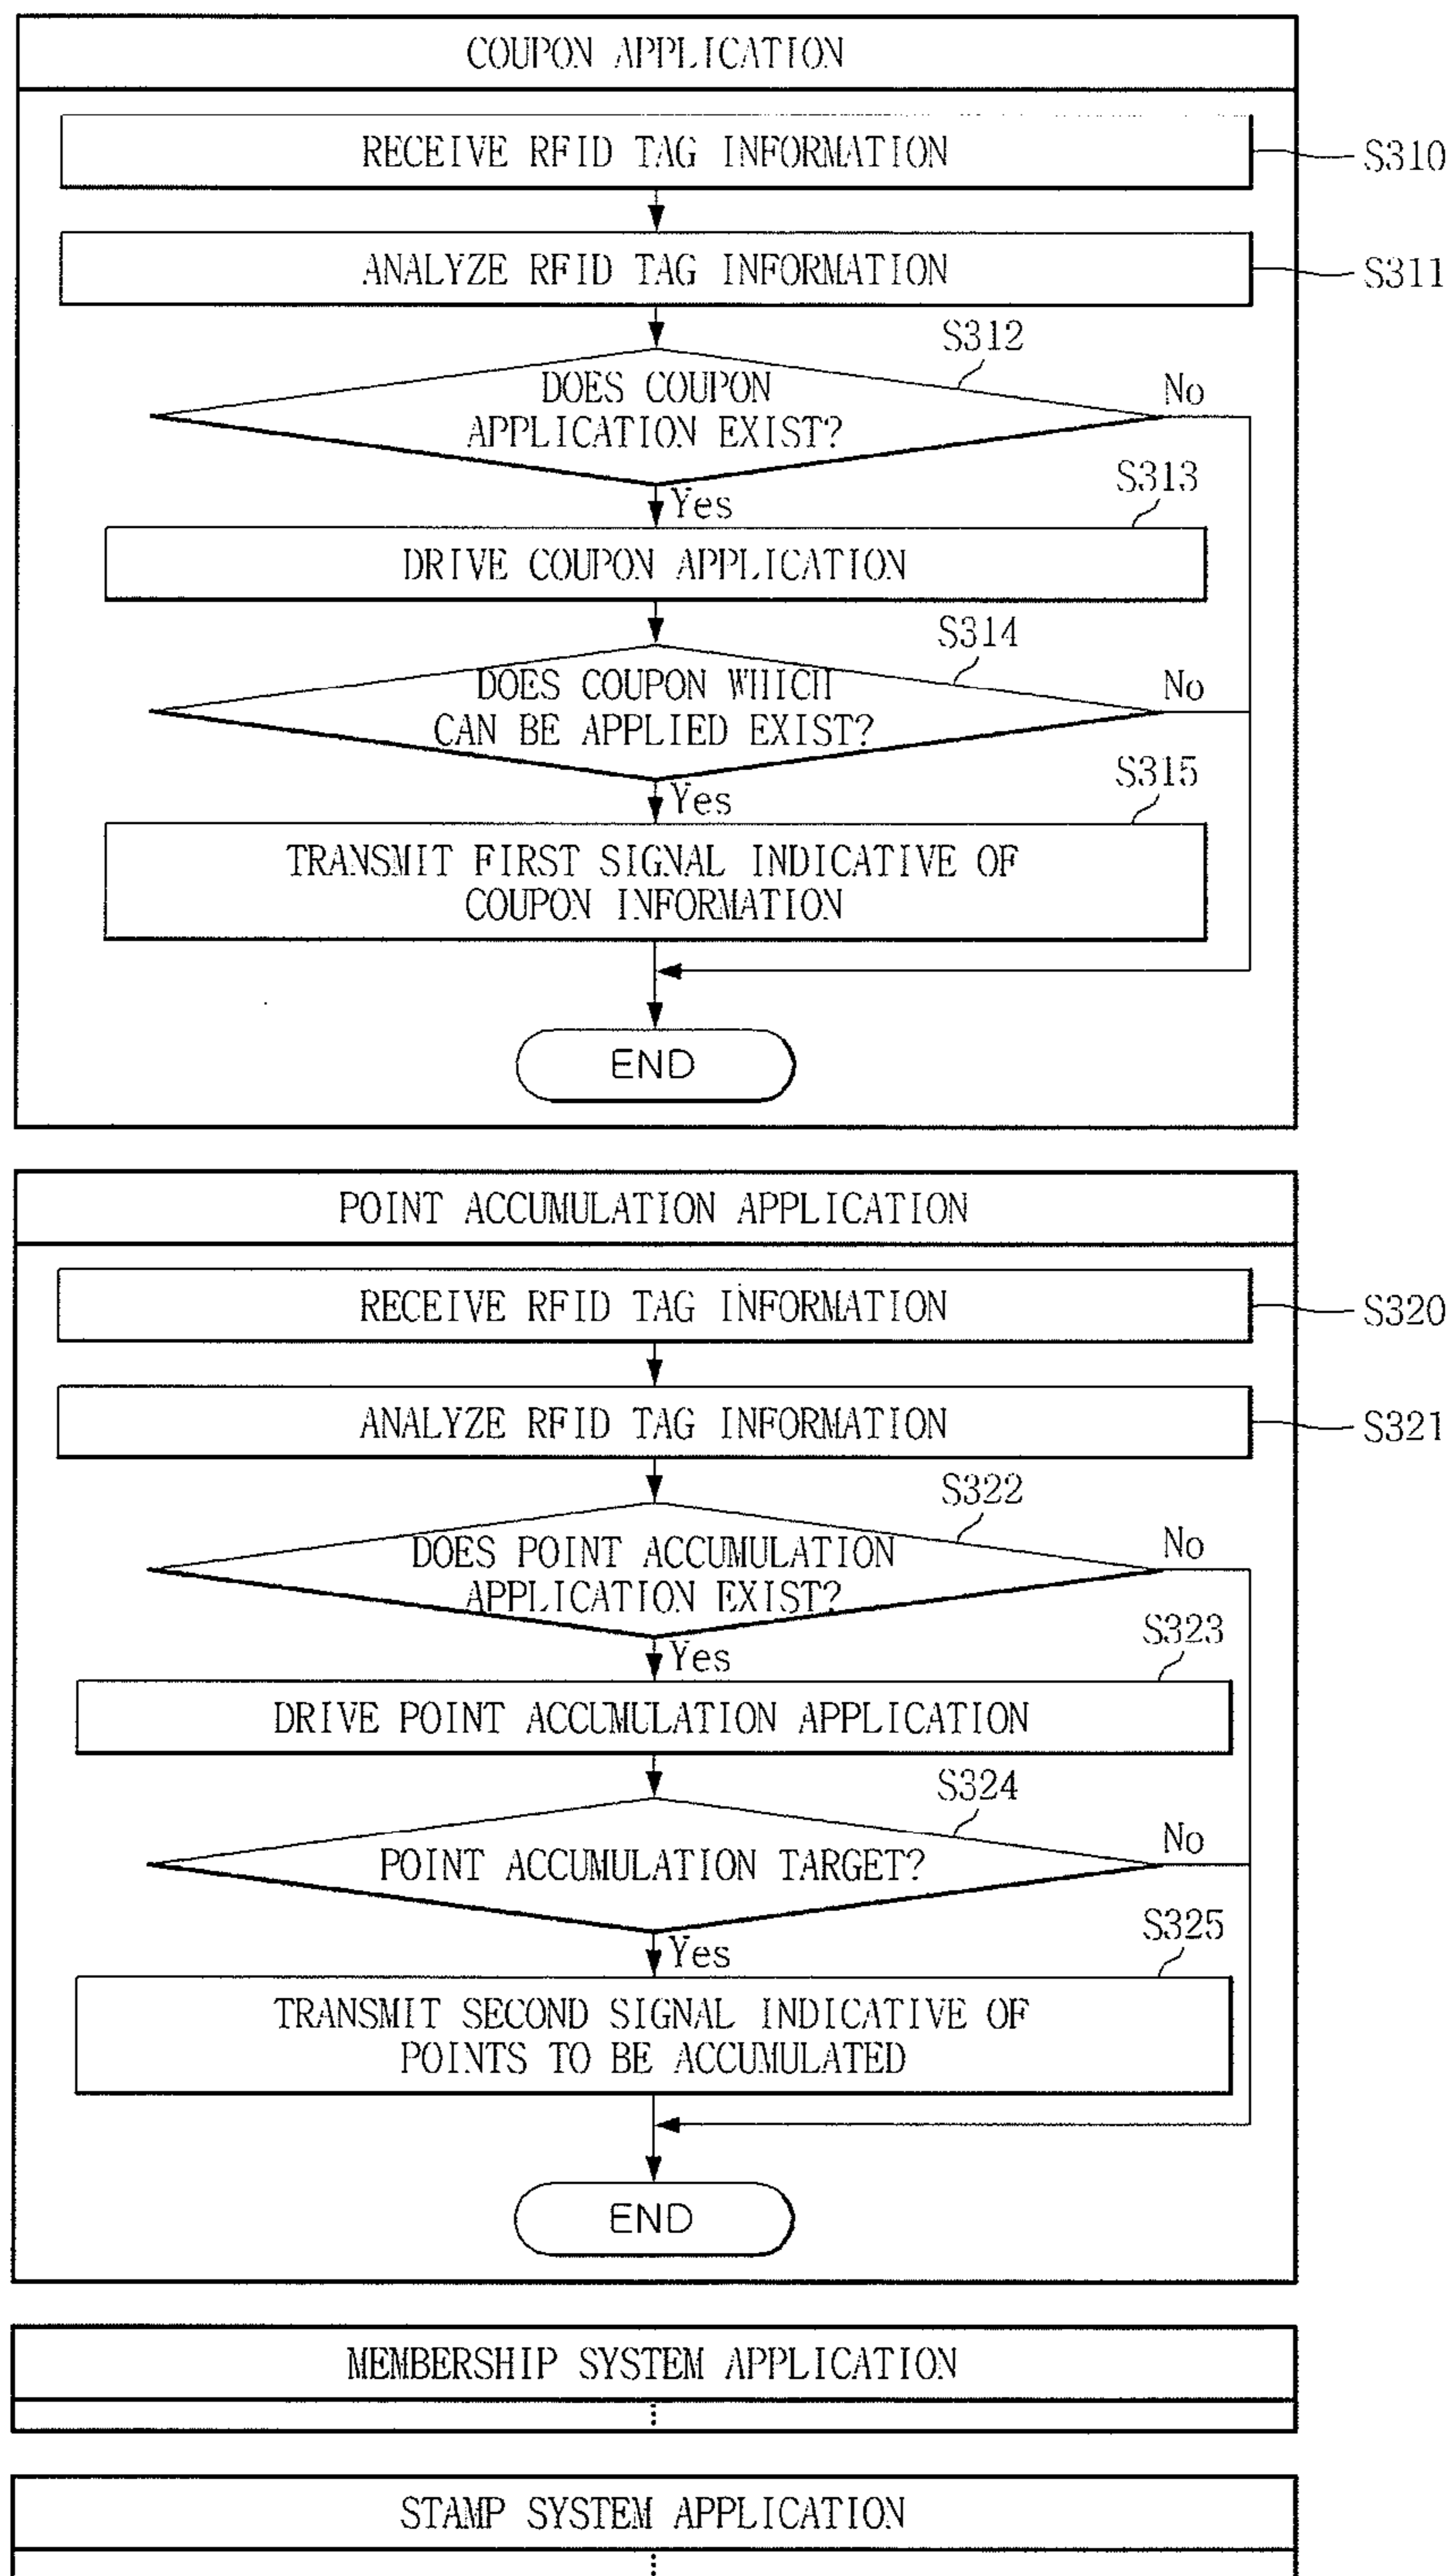 COUPON APPLICATION
RECEIVE RFID TAG INFORMATION
S310
ANALYZE RFID TAG INFORMATION
S311
S312
DOES COUPON
APPLICATION EXIST?
No
Yes
S313
DRIVE COUPON APPLICATION
S314
DOES COUPON WHICH
CAN BE APPLIED EXIST?
No
Yes
S315
TRANSMIT FIRST SIGNAL INDICATIVE OF
COUPON INFORMATION
END
POINT ACCUMULATION APPLICATION
RECEIVE RFID TAG INFORMATION
S320
ANALYZE RFID TAG INFORMATION
S321
S322
DOES POINT ACCUMULATION
APPLICATION EXIST?
No
Yes
S323
DRIVE POINT ACCUMULATION APPLICATION
S324
POINT ACCUMULATION TARGET?
No
Yes
S325
TRANSMIT SECOND SIGNAL INDICATIVE OF
POINTS TO BE ACCUMULATED
END
MEMBERSHIP SYSTEM APPLICATION
STAMP SYSTEM APPLICATION